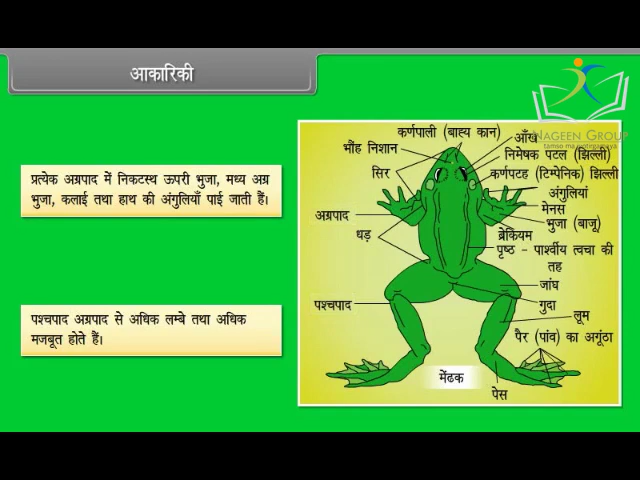 आकारिकी
NAGEEN GROUP
प्रत्येक अग्रपाद में निकटस्थ ऊपरी भुजा, मध्य अग्र
भुजा, कलाई तथा हाथ की अंगुलियाँ पाई जाती हैं।
पश्चपाद अग्रपाद से अधिक लम्बे तथा अधिक
मजबूत होते हैं।
कर्णपाली (बाह्य कान)
भौंह निशान
सिर
अग्रपाद
धड़
पश्चपाद
आँख
निमेषक पटल (झिल्ली)
कर्णपटह (टिम्पेनिक) झिल्ली
अंगुलियां
मेनस
भुजा (बाजू)
ब्रेकियम
पृष्ठ - पार्श्वीय त्वचा की
तह
जांघ
गुदा
लूम
पैर (पांव) का अगूंठा
पेस
मेंढक